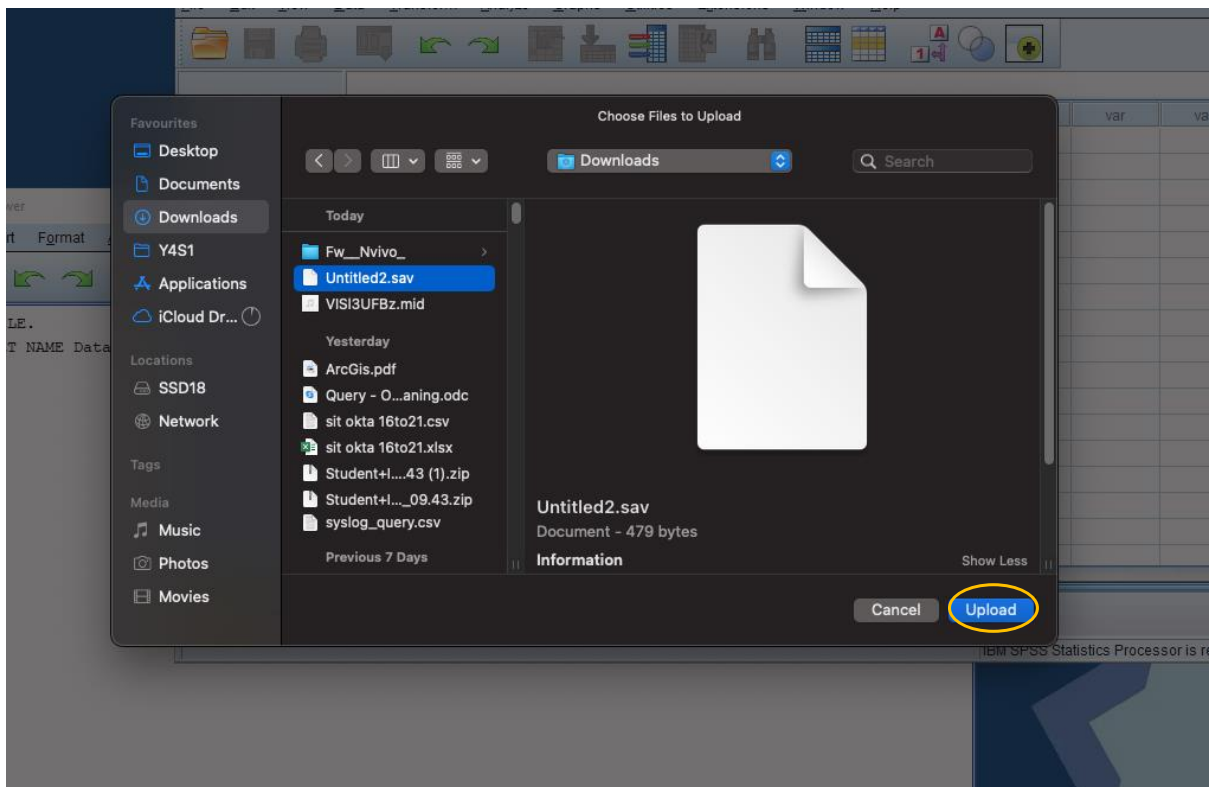 Choose Files to Upload
Favourites
Desktop
Documents
Downloads
Y4S1
Applications
iCloud Dr...
Locations
SSD18
Network
Tags
Media
Music
Photos
Movies
Downloads
Search
Today
Fw__Nvivo_
Untitled2.sav
VISI3UFBz.mid
Yesterday
ArcGis.pdf
Query - O...aning.odc
sit okta 16to21.csv
sit okta 16to21.xlsx
Student+I....43 (1).zip
Student+I..._09.43.zip
syslog_query.csv
Previous 7 Days
Untitled2.sav
Document - 479 bytes
Information Show Less
Cancel Upload
var
Format
LE.
T NAME Data
IBM SPSS Statistics Processor is